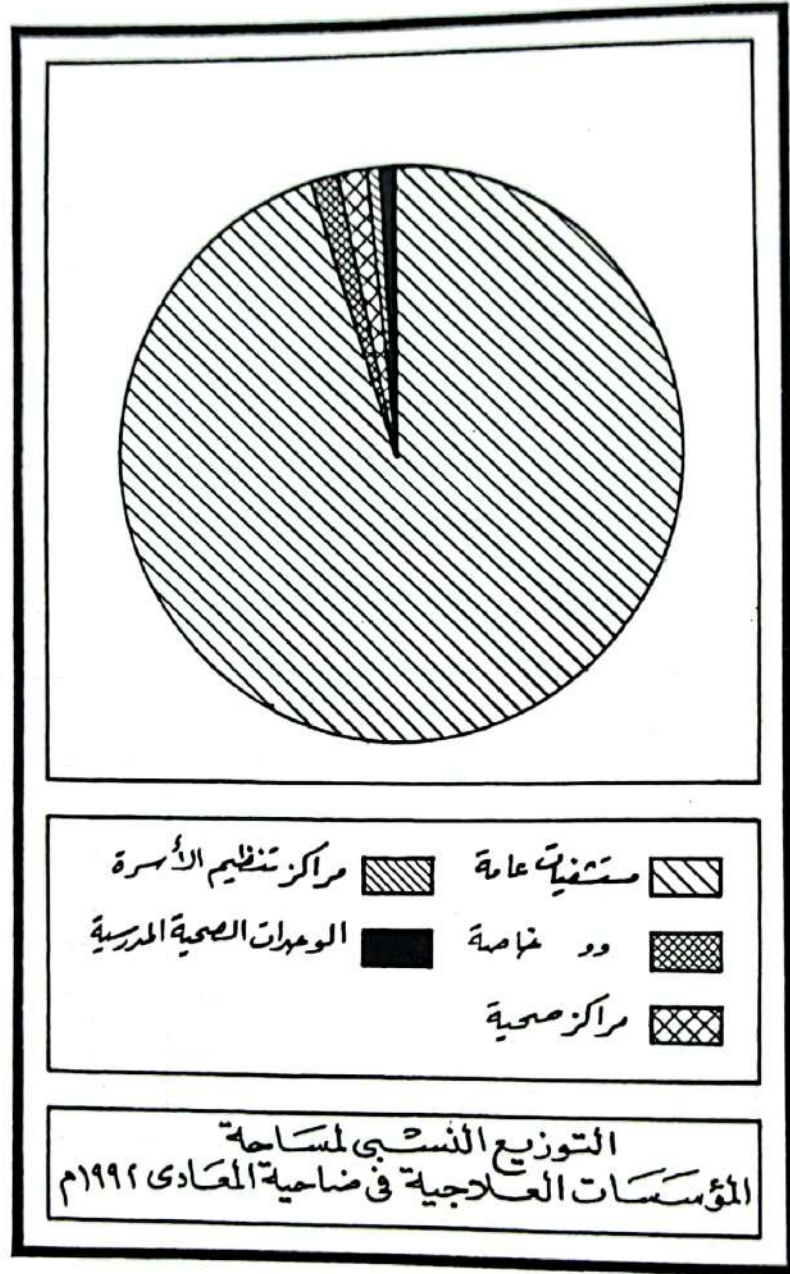 مستشفيات عامة
وو خاصة
مراكز صحية
مراكز تنظيم الأسرة
الوحدات الصحية المدرسية
التوزيع النسبى لمساحة
المؤسسات العلاجية فى ضاحية المعادى ١٩٩٢م